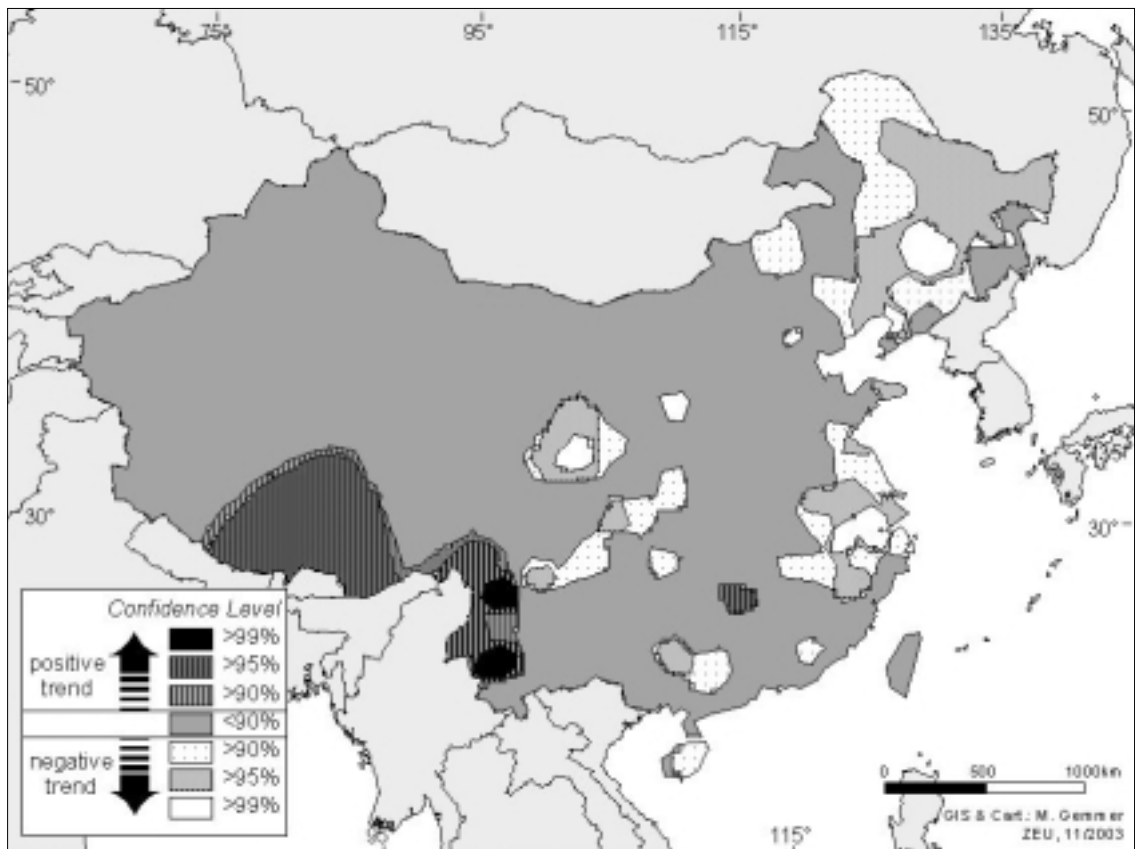 75° 95° 115° 135°
50° 50°
30° 30°
Confidence Level
positive
trend
>99%
>95%
>90%
<90%
negative
trend
>90%
>95%
>99%
0 500 1000km
GIS & Cart.: M. Gemmer
ZEU, 11/2003
95
115°